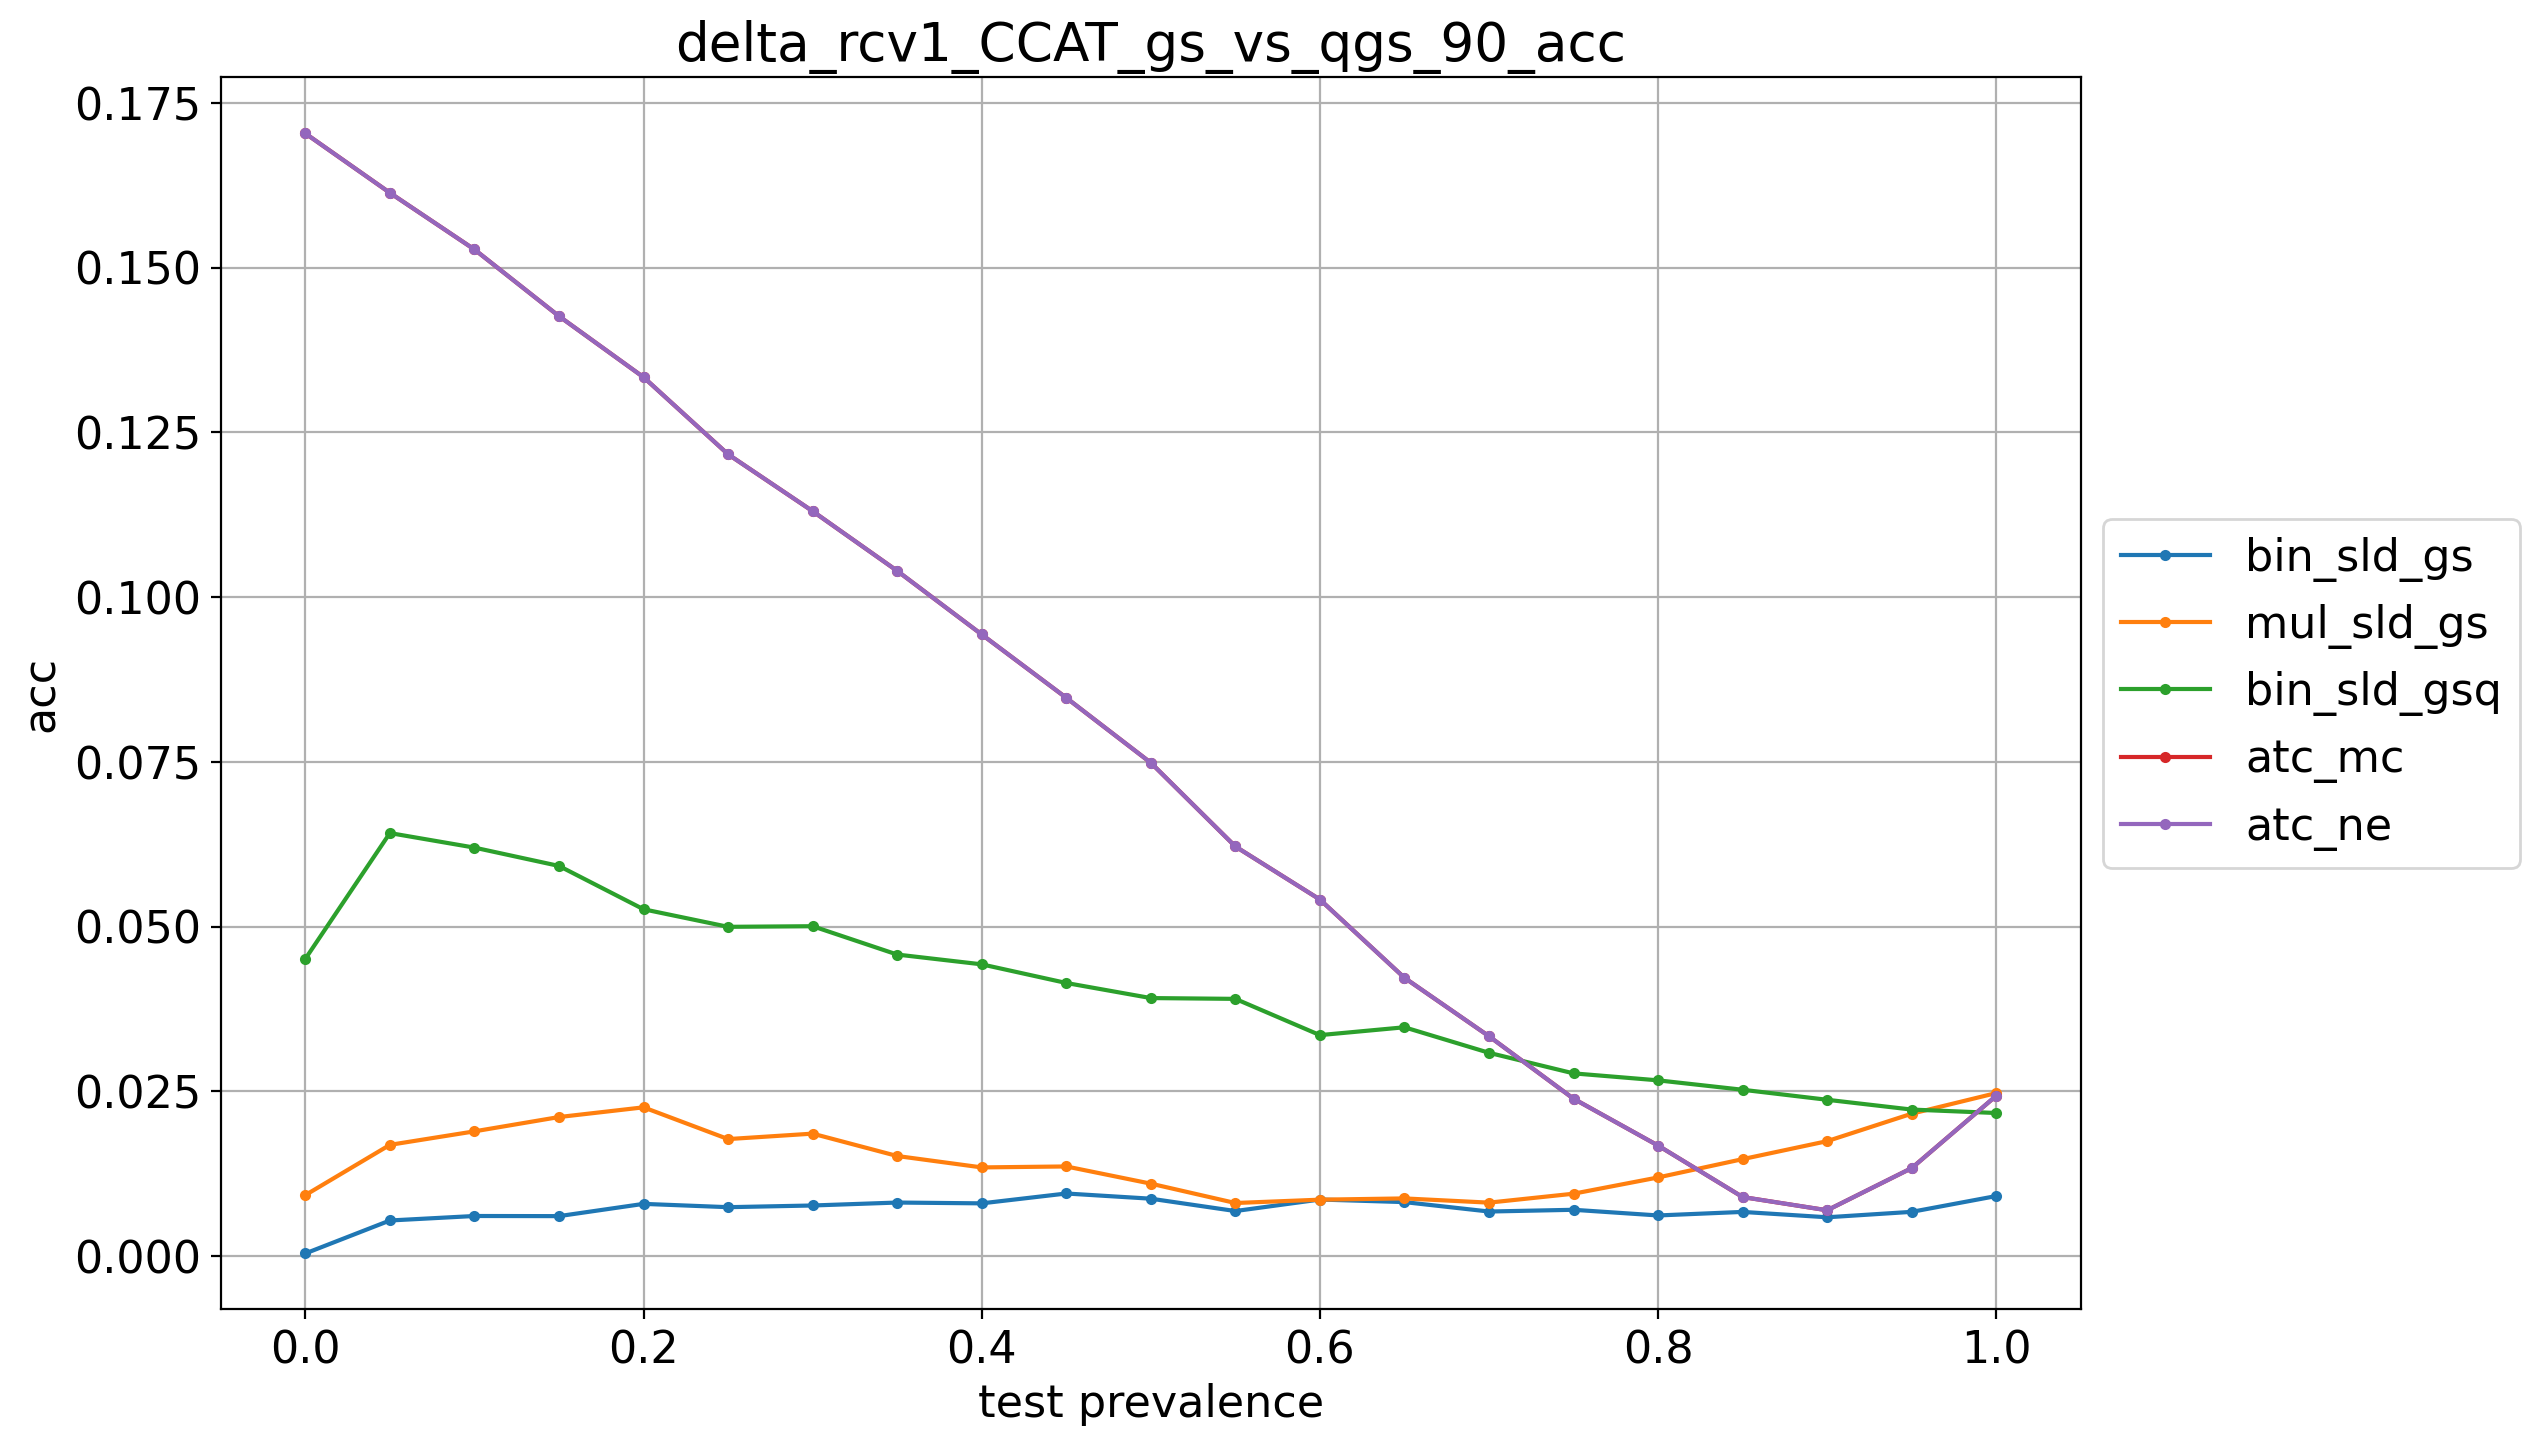 delta_rcv1_CCAT_gs_vs_qgs_90_acc
0.175
0.150
0.125
0.100
0.075
0.050
0.025
0.000
acc
0.0 0.2 0.4 0.6 0.8 1.0
test prevalence
bin_sld_gs
mul_sld_gs
bin_sld_gsq
atc_mc
atc_ne